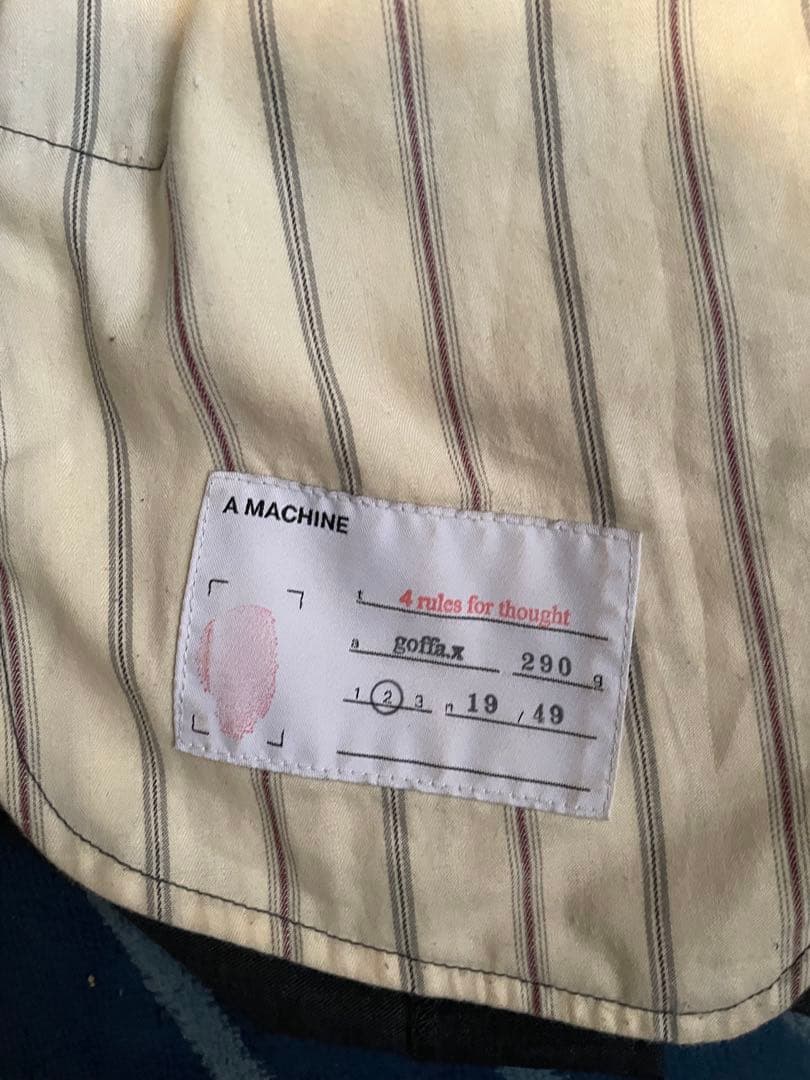 A MACHINE
t 4 rules for thought
a goffa.x 290 g
1 2 3 n 19 / 49